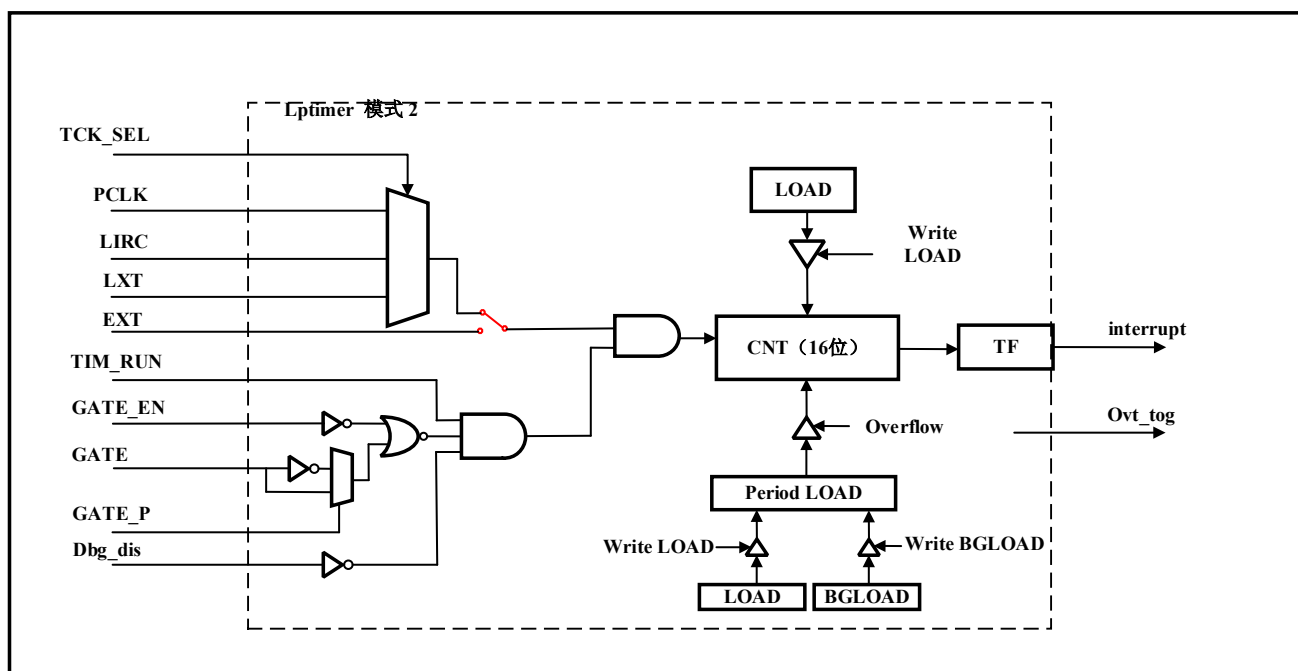 Lptimer 模式 2
TCK_SEL
PCLK
LIRC
LXT
EXT
TIM_RUN
GATE_EN
GATE
GATE_P
Dbg_dis
LOAD
Write
LOAD
CNT（16位）
TF
interrupt
Overflow
Ovt_tog
Period LOAD
Write LOAD
Write BGLOAD
LOAD
BGLOAD